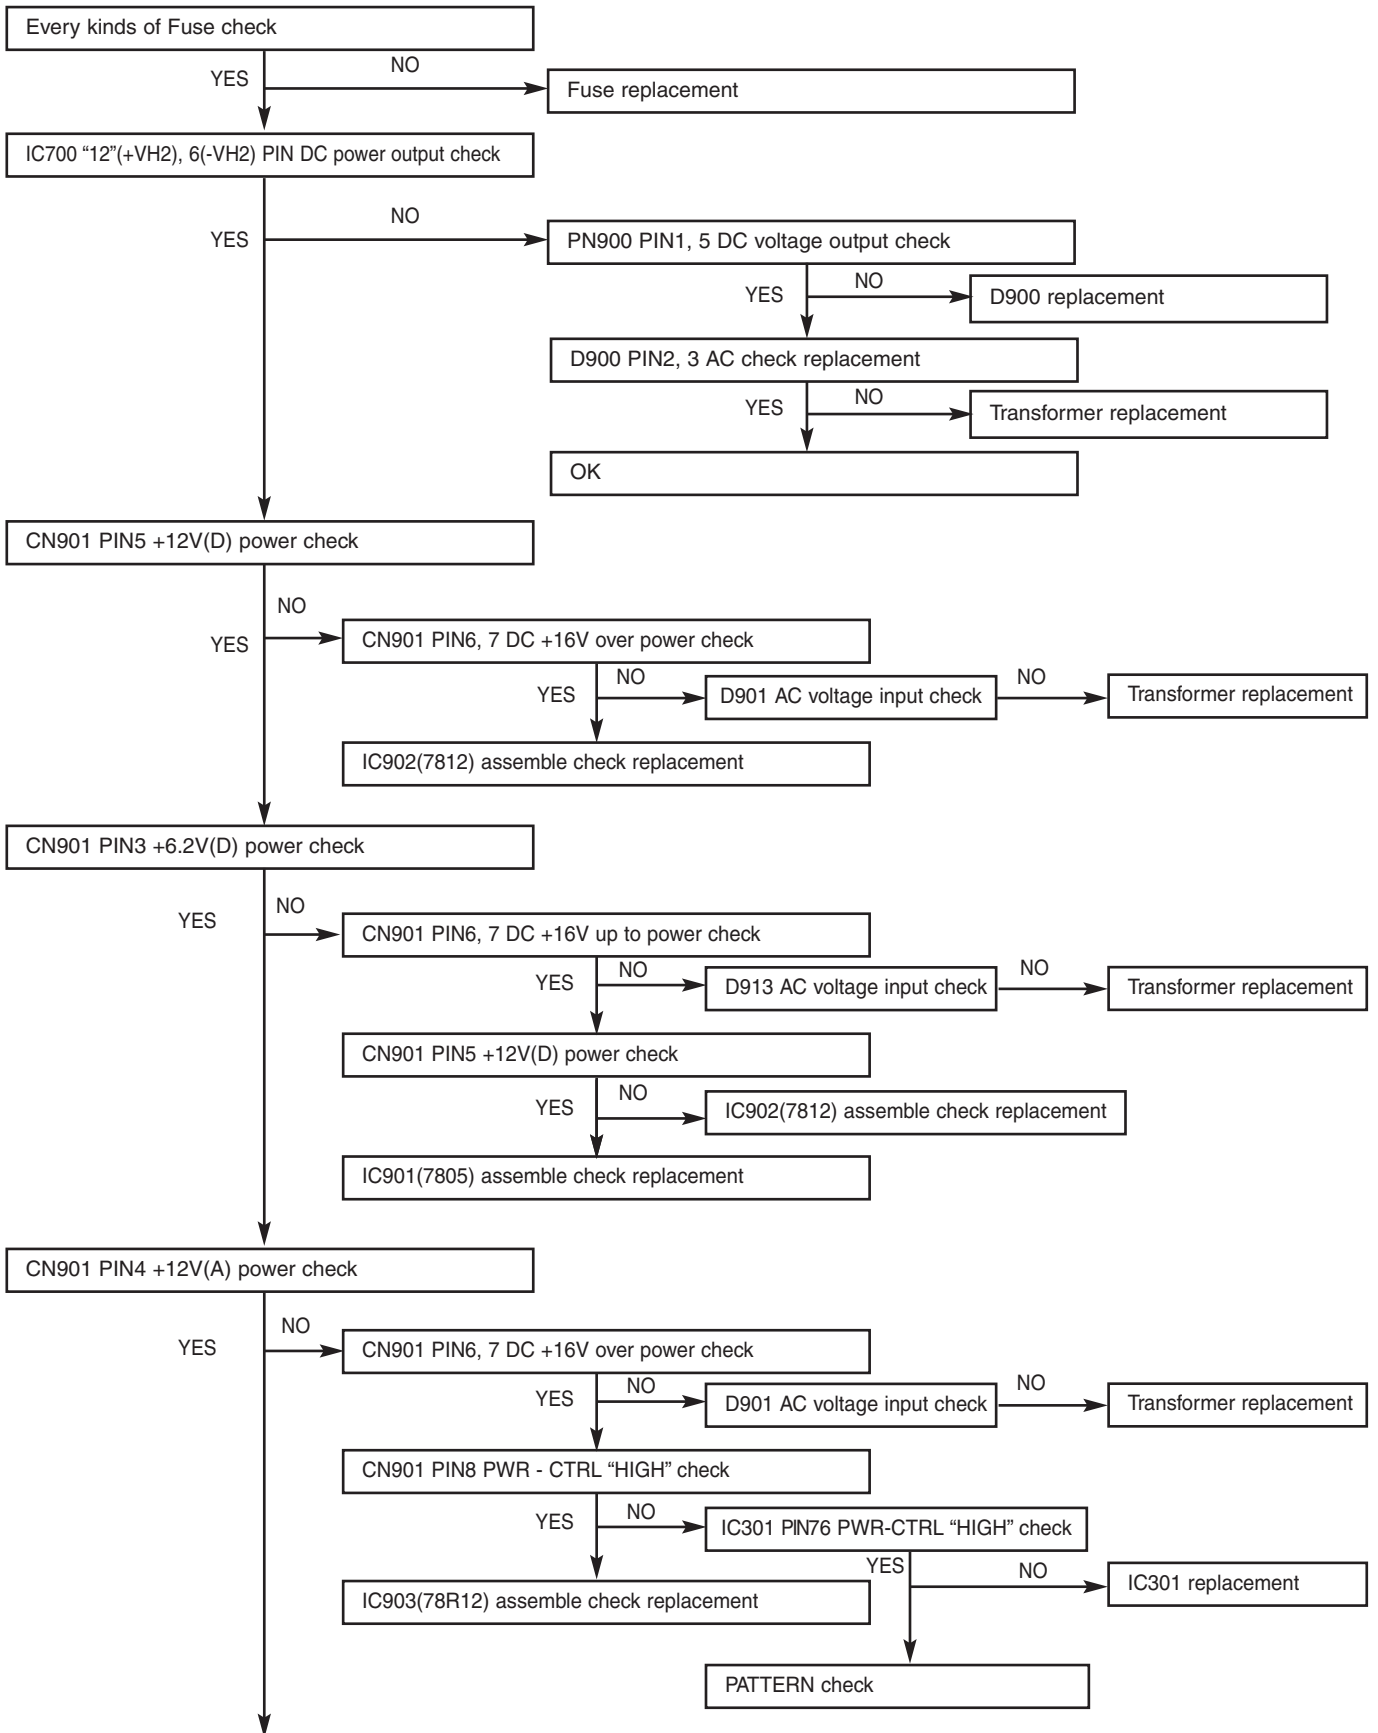 Every kinds of Fuse check
YES
NO
Fuse replacement
IC700 “12”(+VH2), 6(-VH2) PIN DC power output check
YES
NO
PN900 PIN1, 5 DC voltage output check
YES
NO
D900 replacement
D900 PIN2, 3 AC check replacement
YES
NO
Transformer replacement
OK
CN901 PIN5 +12V(D) power check
NO
YES
CN901 PIN6, 7 DC +16V over power check
YES
NO
D901 AC voltage input check
NO
Transformer replacement
IC902(7812) assemble check replacement
CN901 PIN3 +6.2V(D) power check
YES
NO
CN901 PIN6, 7 DC +16V up to power check
YES
NO
D913 AC voltage input check
NO
Transformer replacement
CN901 PIN5 +12V(D) power check
YES
NO
IC902(7812) assemble check replacement
IC901(7805) assemble check replacement
CN901 PIN4 +12V(A) power check
YES
NO
CN901 PIN6, 7 DC +16V over power check
YES
NO
D901 AC voltage input check
NO
Transformer replacement
CN901 PIN8 PWR - CTRL “HIGH” check
YES
NO
IC301 PIN76 PWR-CTRL “HIGH” check
YES
NO
IC301 replacement
IC903(78R12) assemble check replacement
PATTERN check